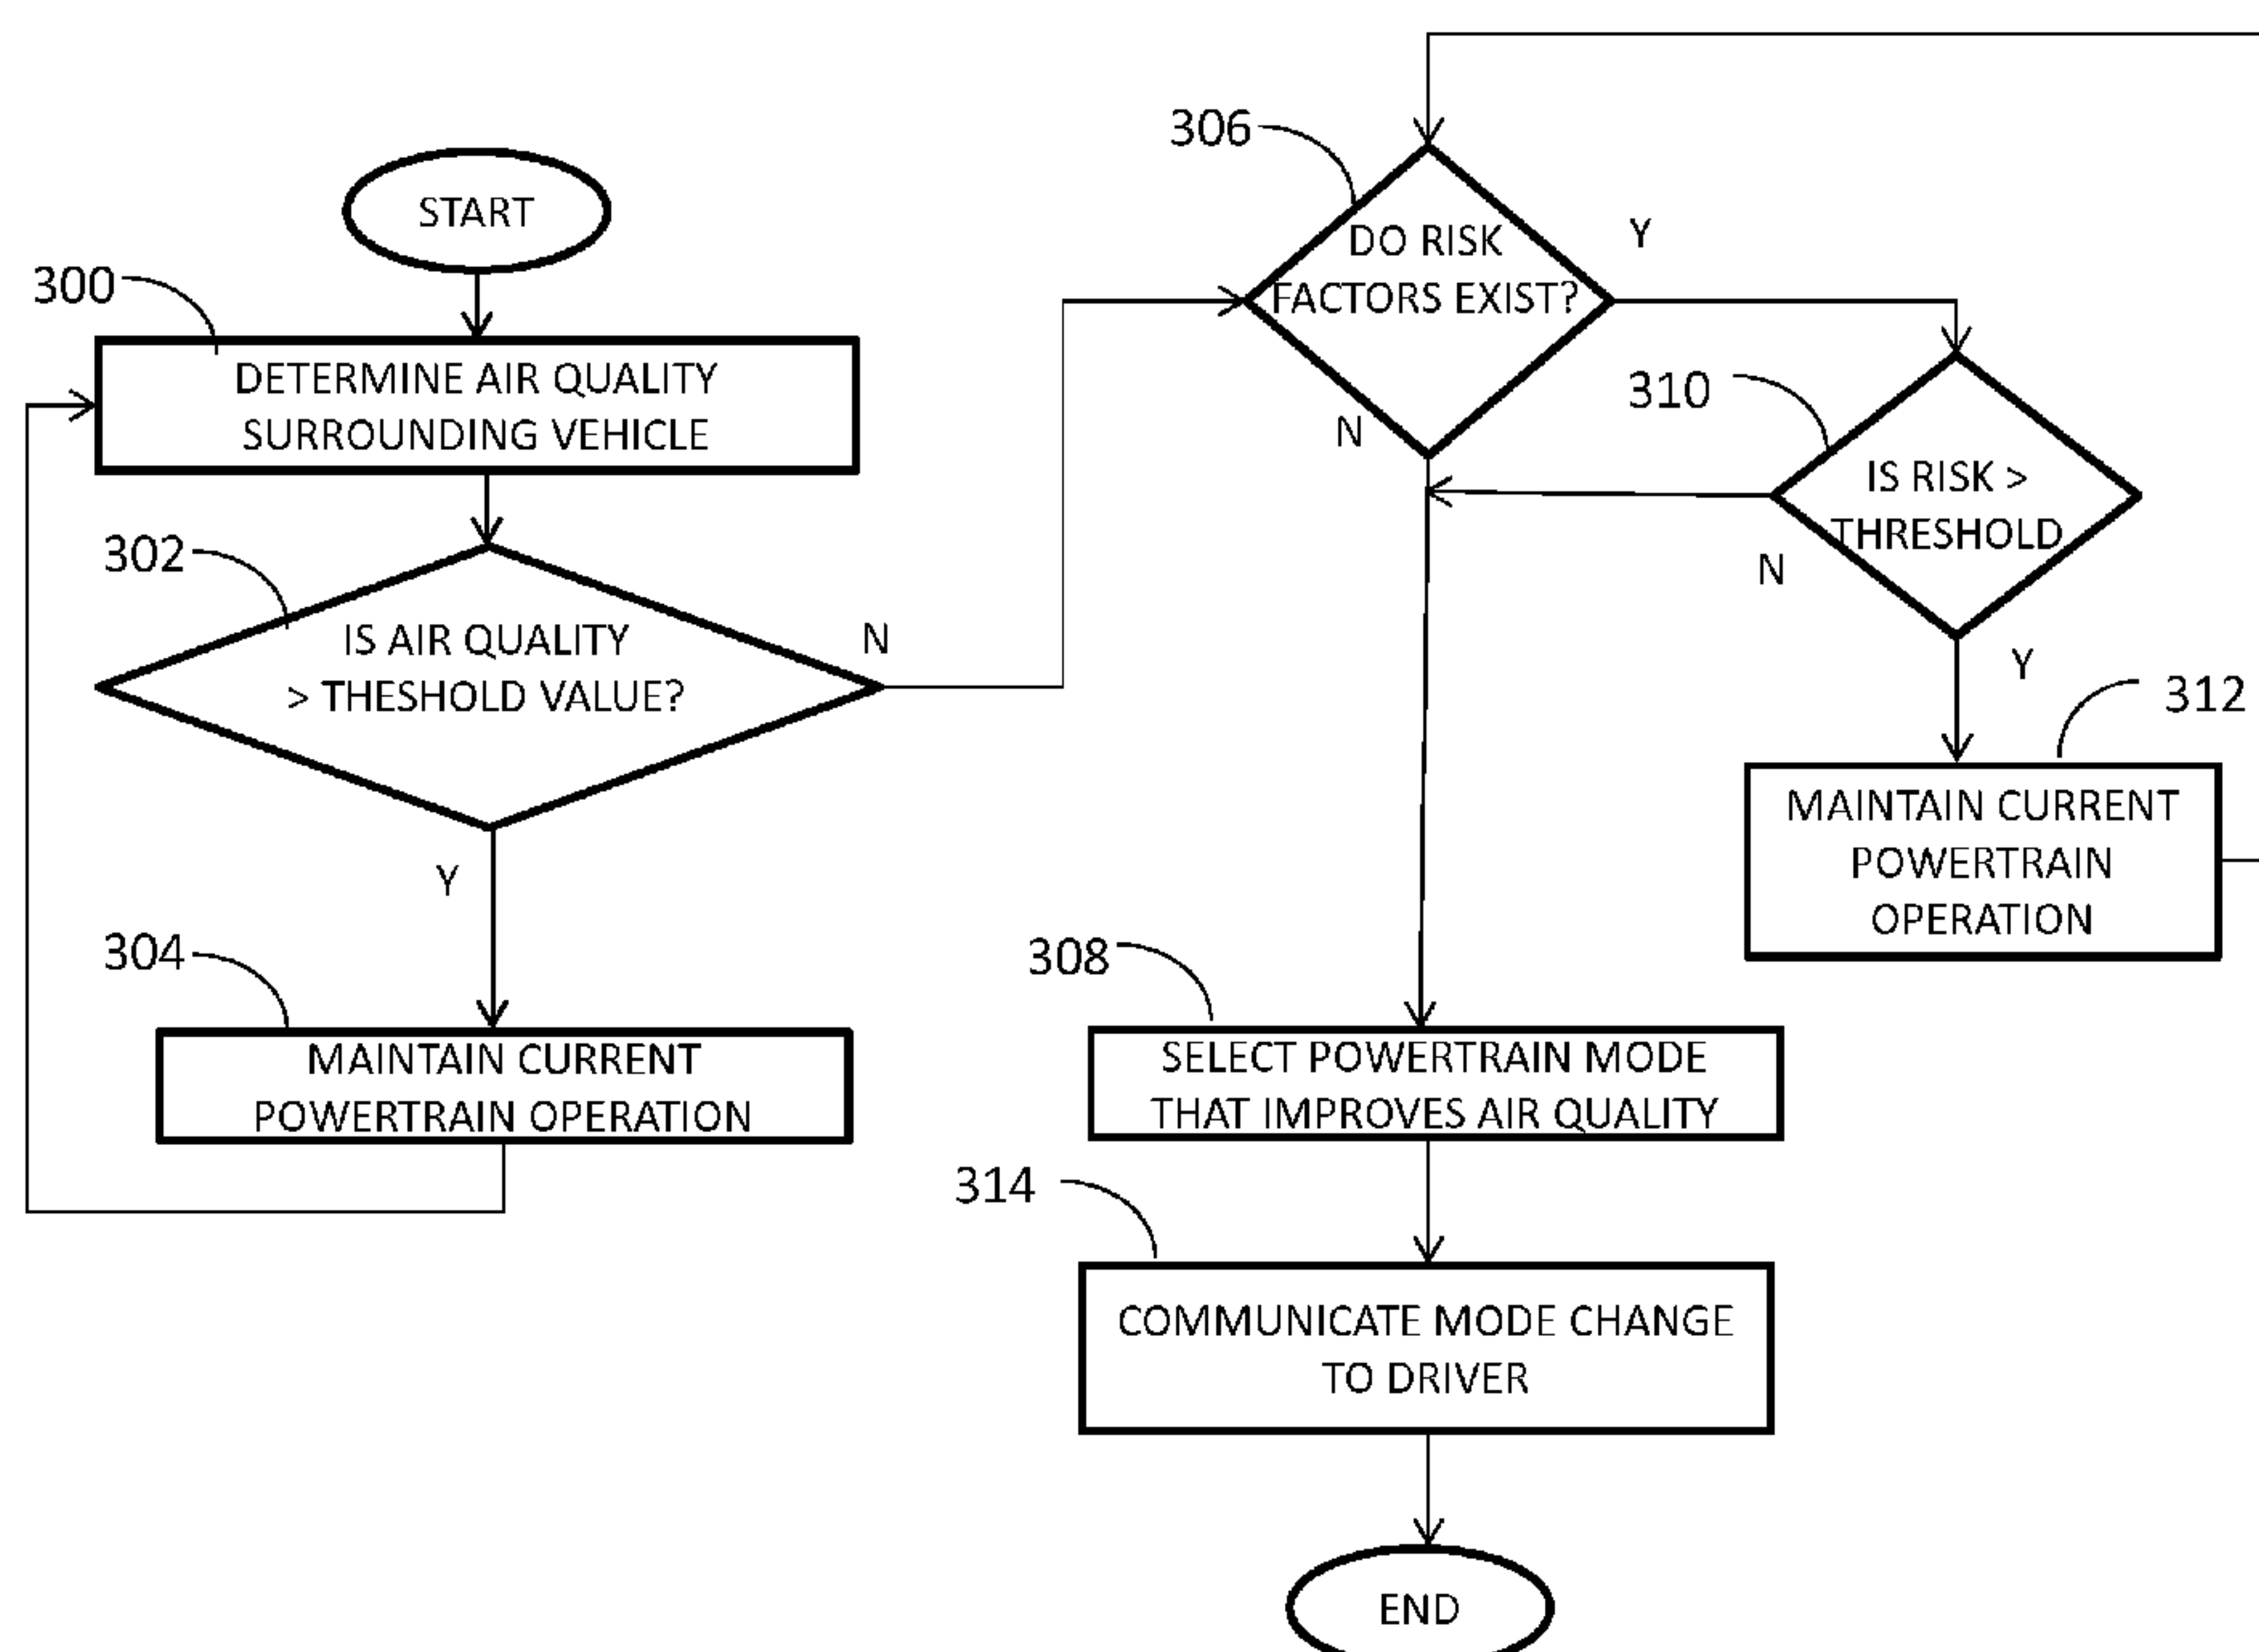 START
300
DETERMINE AIR QUALITY
SURROUNDING VEHICLE
302
IS AIR QUALITY
> THESHOLD VALUE?
N
Y
304
MAINTAIN CURRENT
POWERTRAIN OPERATION
306
DO RISK
FACTORS EXIST?
Y
N
310
IS RISK >
THRESHOLD
N
Y
312
MAINTAIN CURRENT
POWERTRAIN
OPERATION
308
SELECT POWERTRAIN MODE
THAT IMPROVES AIR QUALITY
314
COMMUNICATE MODE CHANGE
TO DRIVER
END